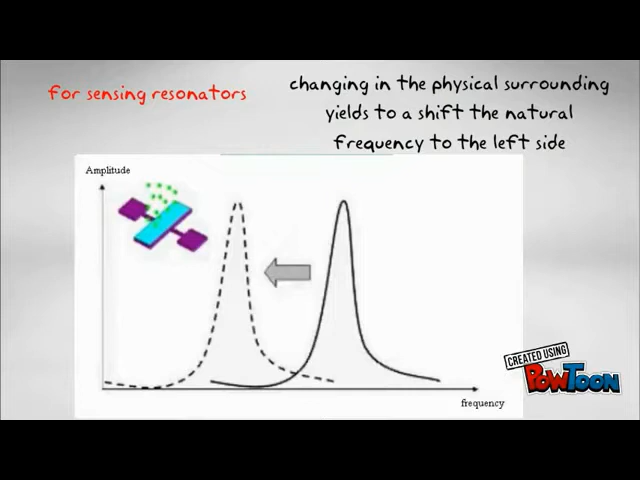 for sensing resonators
changing in the physical surrounding
yields to a shift the natural
frequency to the left side
Amplitude
frequency
CREATED USING
POWTOON